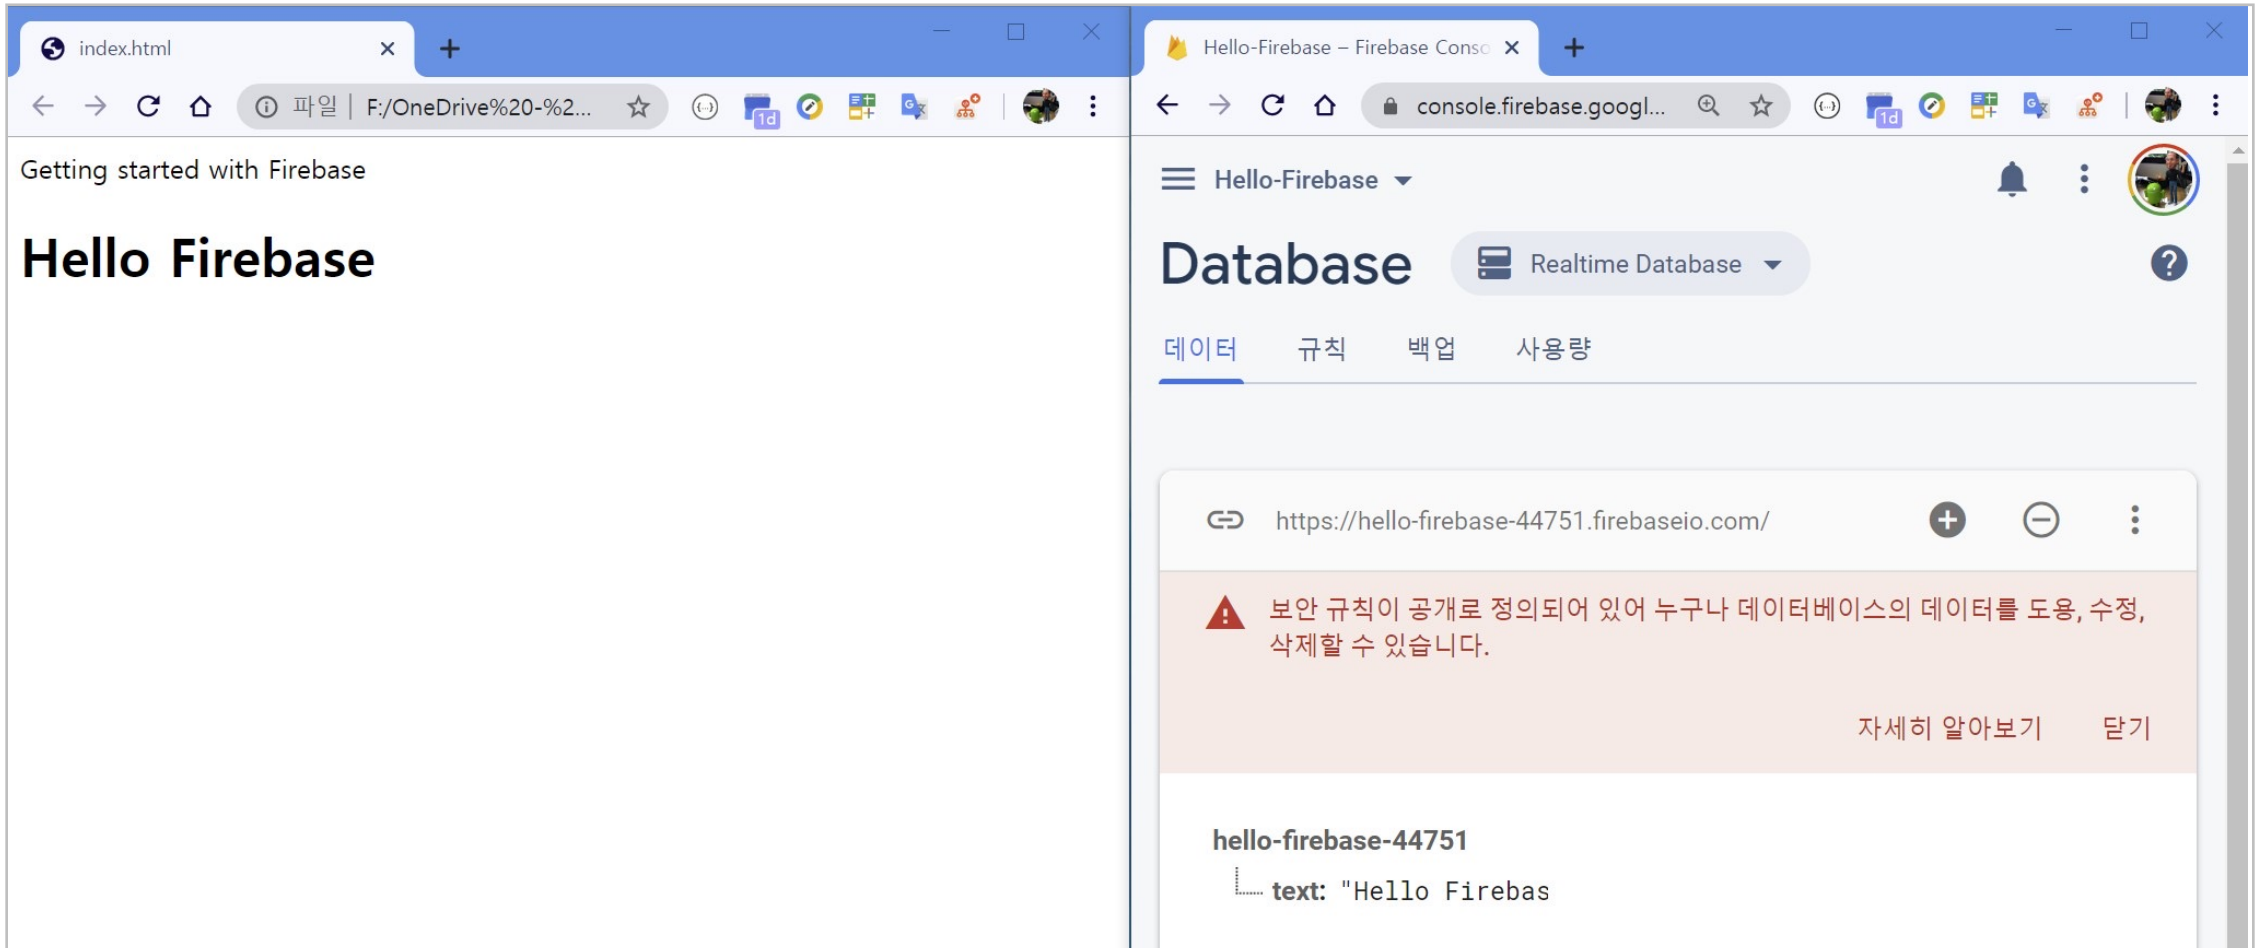 index.html
파일 F:/OneDrive%20-%2...
1d
Getting started with Firebase
Hello Firebase
Hello-Firebase – Firebase Conso
console.firebase.googl...
1d
Hello-Firebase
Database Realtime Database
데이터 규칙 백업 사용량
https://hello-firebase-44751.firebaseio.com/
보안 규칙이 공개로 정의되어 있어 누구나 데이터베이스의 데이터를 도용, 수정,
삭제할 수 있습니다.
자세히 알아보기 닫기
hello-firebase-44751
text: "Hello Firebas